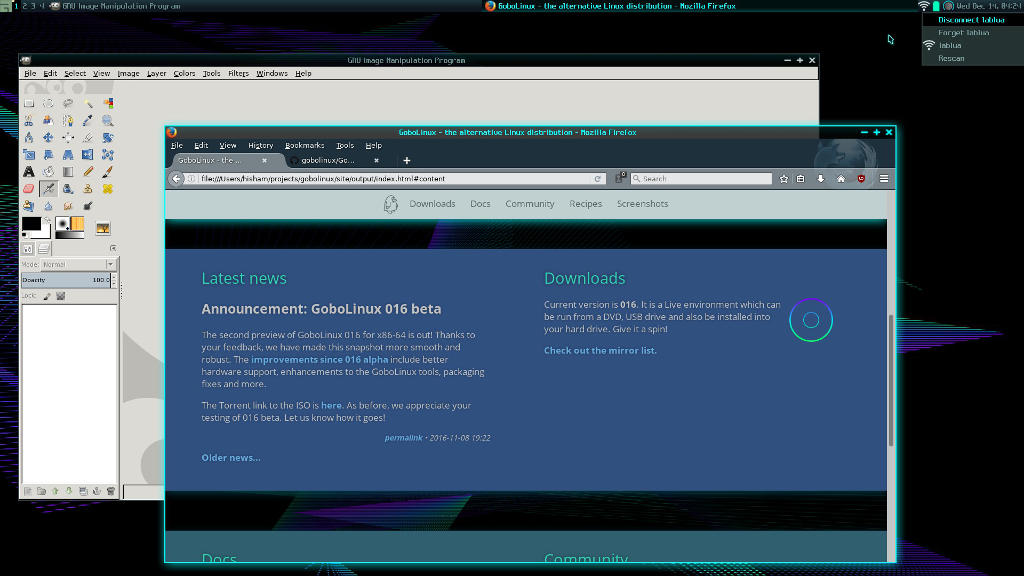 1 2 3 4 GNU Image Manipulation Program
GoboLinux - the alternative Linux distribution - Mozilla Firefox
Wed Dec 14, 04:24
Disconnect lablua
Forget lablua
lablua
Rescan
GNU Image Manipulation Program
File Edit Select View Image Layer Colors Tools Filters Windows Help
Mode: Normal
Opacity 100.0
Lock:
GoboLinux - the alternative Linux distribution - Mozilla Firefox
File Edit View History Bookmarks Tools Help
GoboLinux - the ...
gobolinux/Go...
file:///Users/hisham/projects/gobolinux/site/output/index.html#content
0
Search
Downloads Docs Community Recipes Screenshots
Latest news
Announcement: GoboLinux 016 beta
The second preview of GoboLinux 016 for x86-64 is out! Thanks to
your feedback, we have made this snapshot more smooth and
robust. The improvements since 016 alpha include better
hardware support, enhancements to the GoboLinux tools, packaging
fixes and more.
The Torrent link to the ISO is here. As before, we appreciate your
testing of 016 beta. Let us know how it goes!
permalink • 2016-11-08 19:22
Older news...
Downloads
Current version is 016. It is a Live environment which can
be run from a DVD, USB drive and also be installed into
your hard drive. Give it a spin!
Check out the mirror list.
Docs
Community